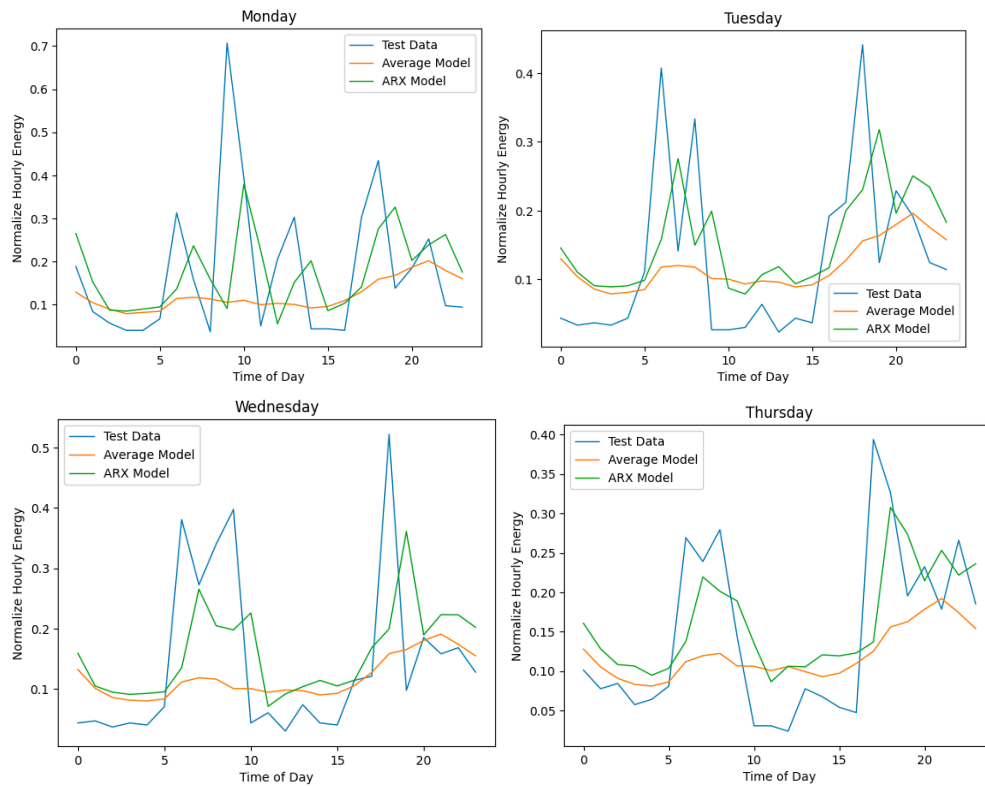 Monday
Normalize Hourly Energy
0.7
0.6
0.5
0.4
0.3
0.2
0.1
Test Data
Average Model
ARX Model
0 5 10 15 20
Time of Day
Tuesday
Normalize Hourly Energy
0.4
0.3
0.2
0.1
Test Data
Average Model
ARX Model
0 5 10 15 20
Time of Day
Wednesday
Normalize Hourly Energy
0.5
0.4
0.3
0.2
0.1
Test Data
Average Model
ARX Model
0 5 10 15 20
Time of Day
Thursday
Normalize Hourly Energy
0.40
0.35
0.30
0.25
0.20
0.15
0.10
0.05
Test Data
Average Model
ARX Model
0 5 10 15 20
Time of Day